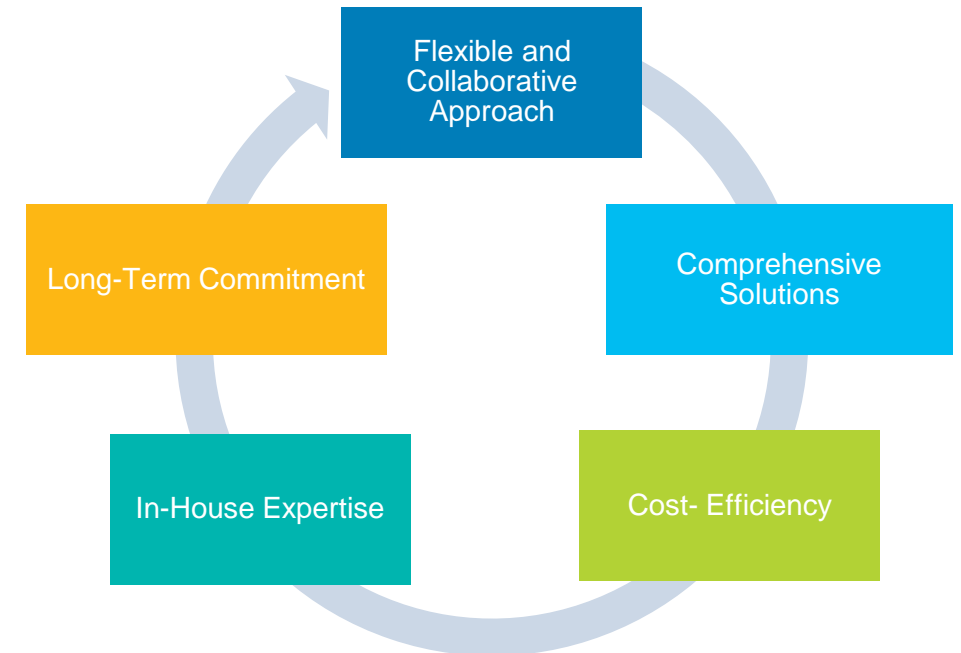 Flexible and
Collaborative
Approach
Comprehensive
Solutions
Cost- Efficiency
In-House Expertise
Long-Term Commitment